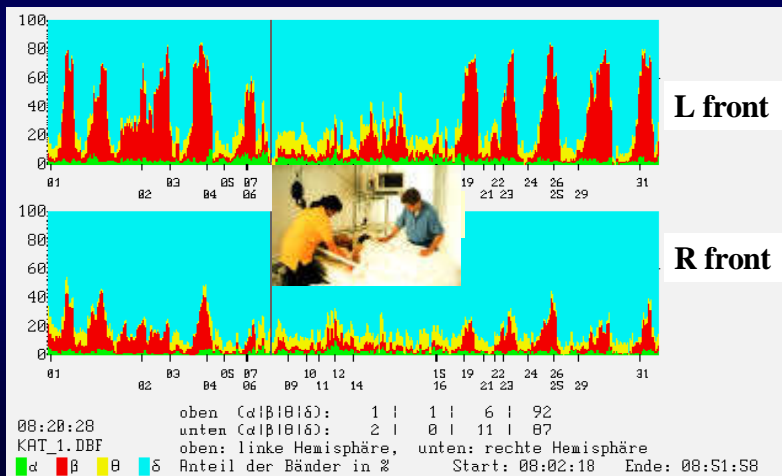 100
80
60
40
20
0
L front
01 03 05 07 19 22 24 26 31
02 04 06 21 23 25 29
100
80
60
40
20
0
R front
01 03 05 07 10 12 15 19 22 24 26 31
02 04 06 09 11 14 16 21 23 25 29
oben (α|β|θ|δ): 1 | 1 | 6 | 92
08:20:28 unten (α|β|θ|δ): 2 | 0 | 11 | 87
KAT_1.DBF oben: linke Hemisphäre, unten: rechte Hemisphäre
α β θ δ Anteil der Bänder in % Start: 08:02:18 Ende: 08:51:58